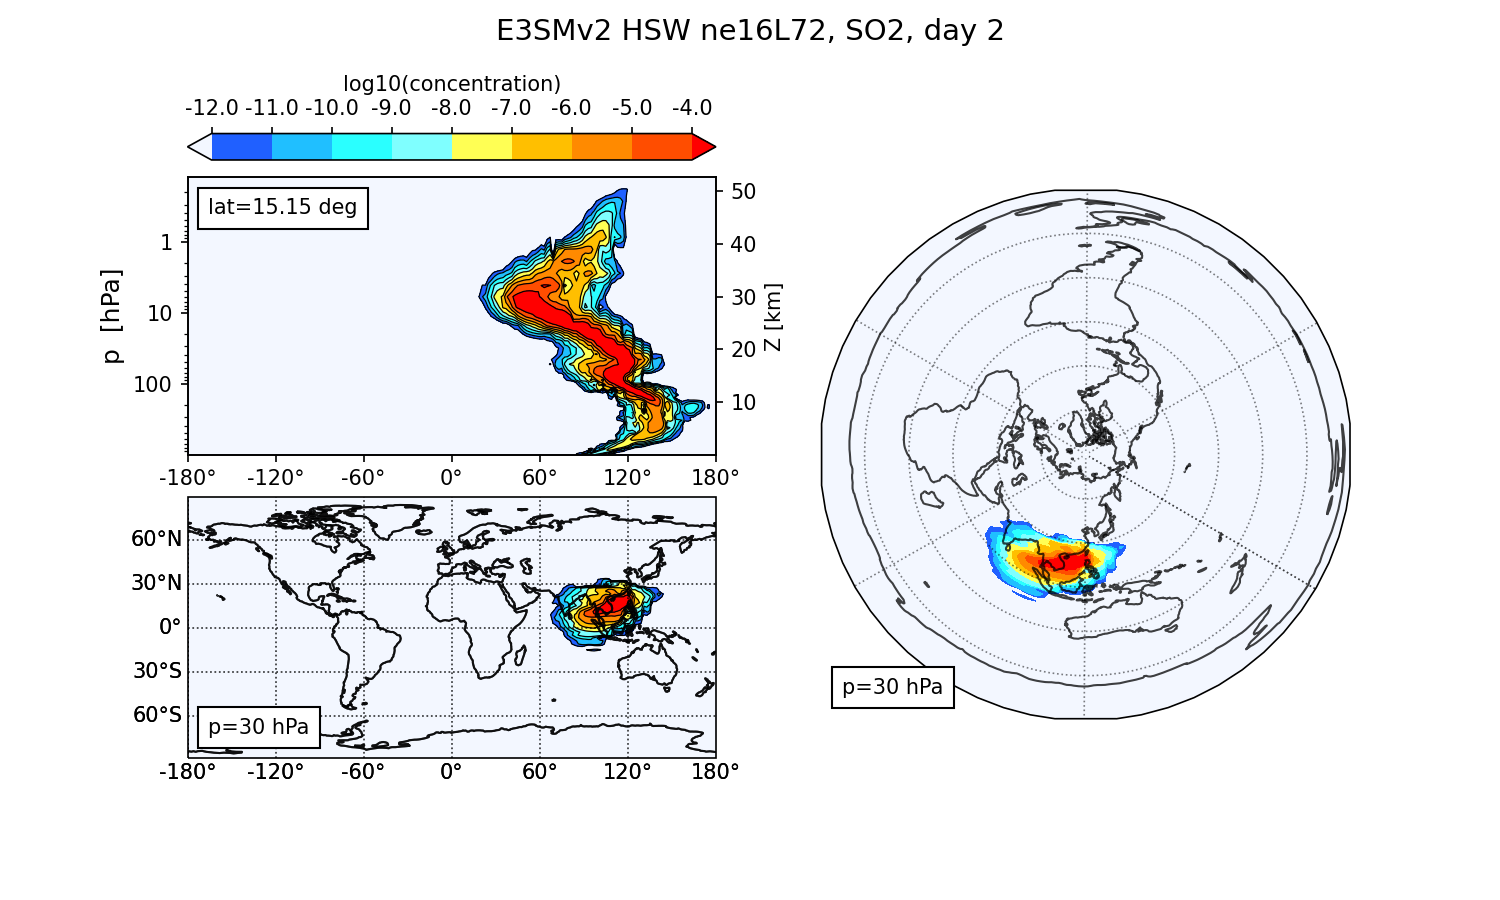 E3SMv2 HSW ne16L72, SO2, day 2
log10(concentration)
-12.0 -11.0 -10.0 -9.0 -8.0 -7.0 -6.0 -5.0 -4.0
lat=15.15 deg
p [hPa]
1
10
100
50
40
30
20
10
Z [km]
-180° -120° -60° 0° 60° 120° 180°
60°N
30°N
0°
30°S
60°S
p=30 hPa
-180° -120° -60° 0° 60° 120° 180°
p=30 hPa